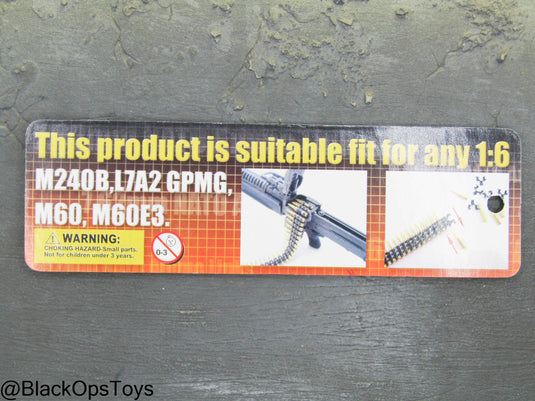 This product is suitable fit for any 1:6
M240B,L7A2 GPMG,
M60, M60E3.
WARNING:
CHOKING HAZARD-Small parts.
Not for children under 3 years.
0-3
@BlackOpsToys